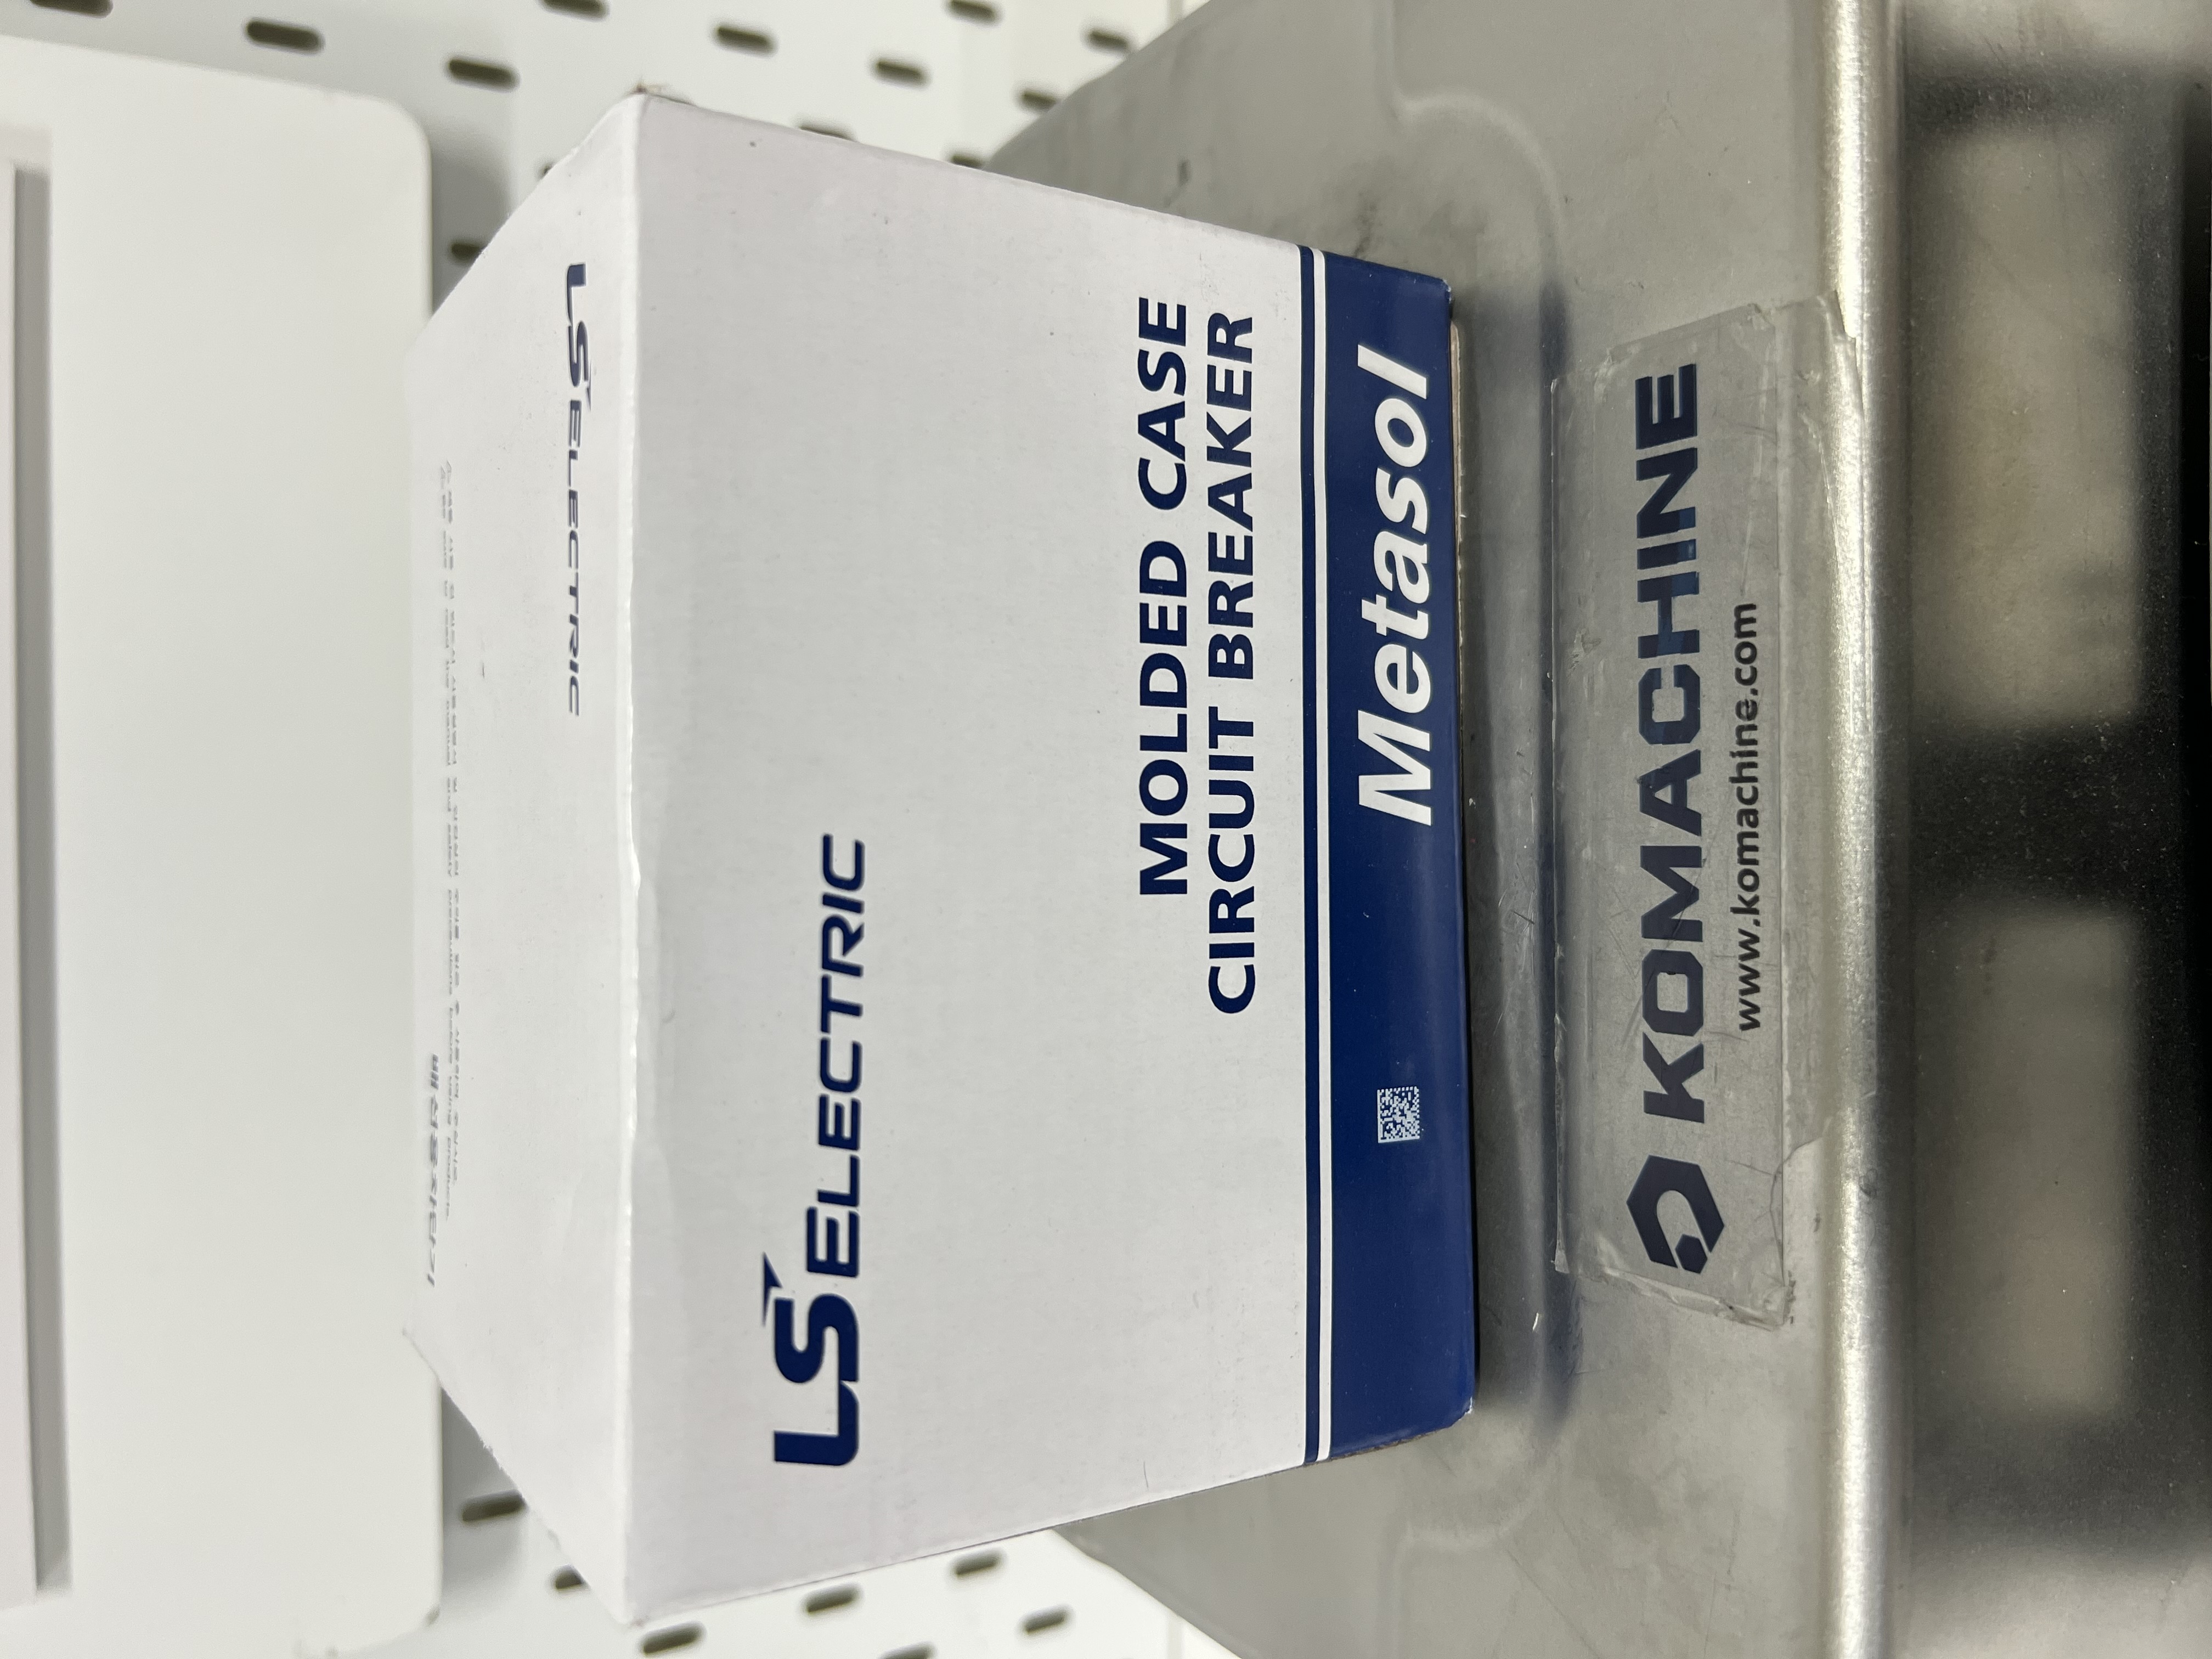 LS ELECTRIC
LS ELECTRIC
MOLDED CASE
CIRCUIT BREAKER
Metasol
KOMACHINE
www.komachine.com